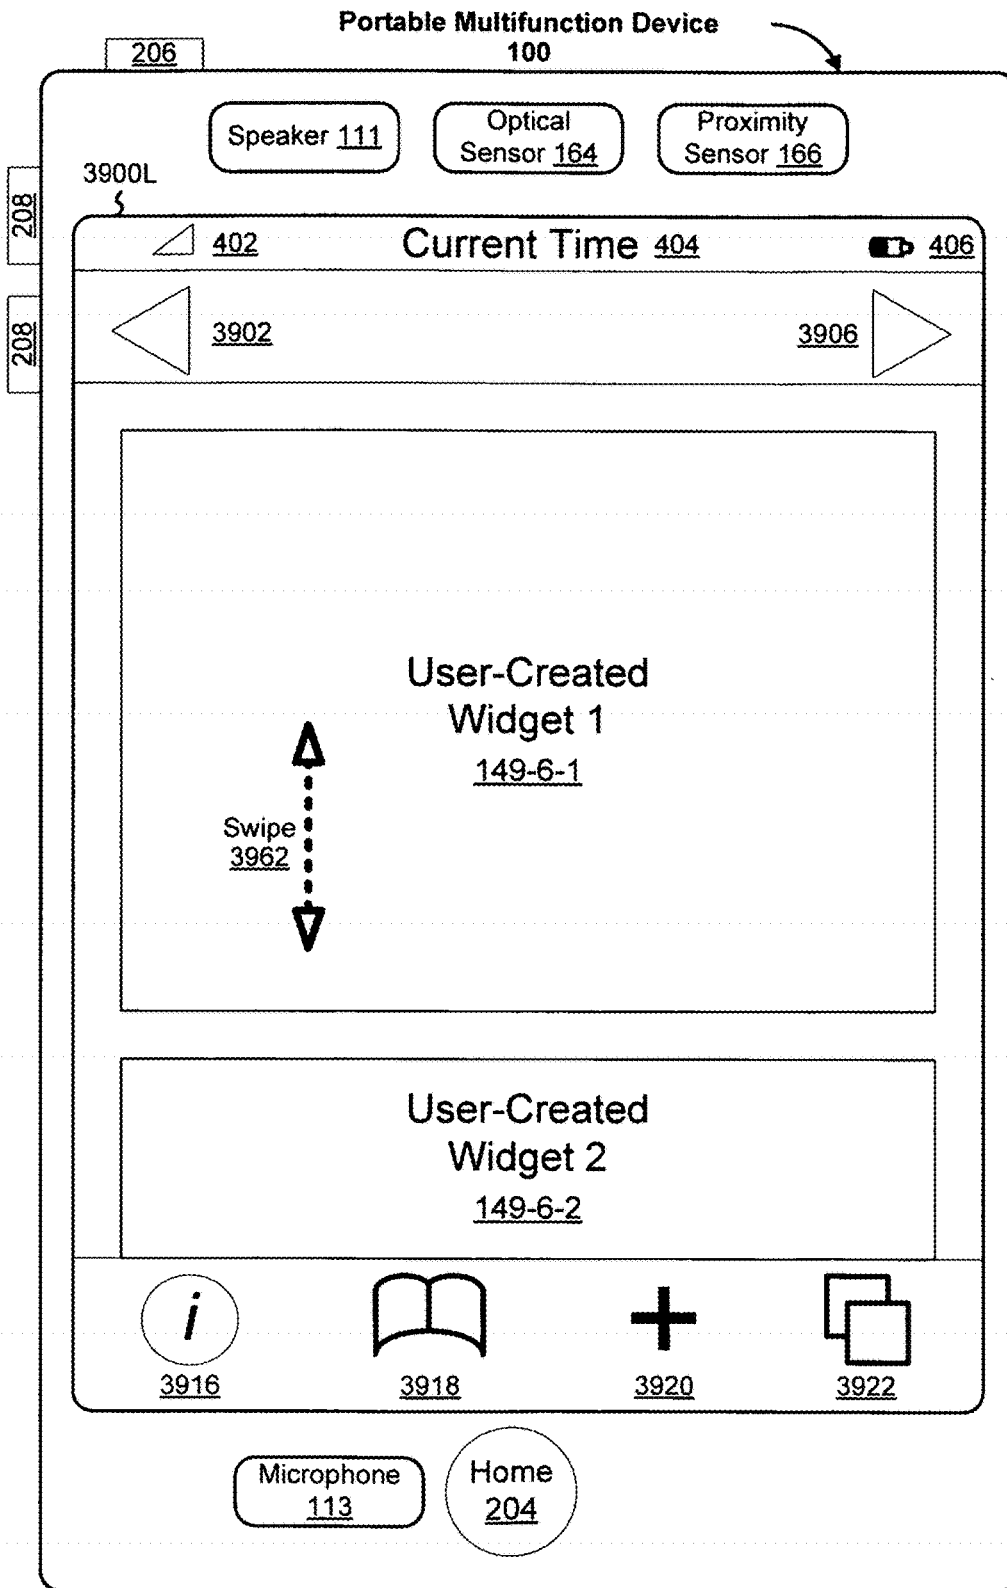 Portable Multifunction Device
100
206
Speaker 111
Optical
Sensor 164
Proximity
Sensor 166
3900L
208
208
402
Current Time 404
406
3902
3906
User-Created
Widget 1
149-6-1
Swipe
3962
User-Created
Widget 2
149-6-2
i
3916
3918
3920
3922
Microphone
113
Home
204